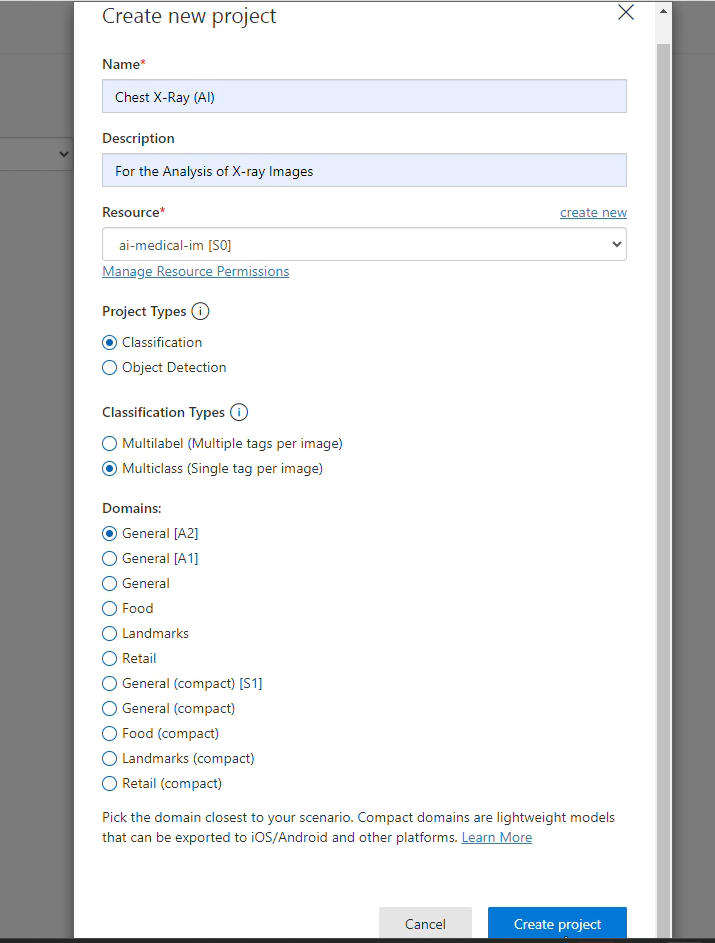 Create new project
Name*
Chest X-Ray (AI)
Description
For the Analysis of X-ray Images
Resource*
create new
ai-medical-im [S0]
Manage Resource Permissions
Project Types
Classification
Object Detection
Classification Types
Multilabel (Multiple tags per image)
Multiclass (Single tag per image)
Domains:
General [A2]
General [A1]
General
Food
Landmarks
Retail
General (compact) [S1]
General (compact)
Food (compact)
Landmarks (compact)
Retail (compact)
Pick the domain closest to your scenario. Compact domains are lightweight models
that can be exported to iOS/Android and other platforms. Learn More
Cancel
Create project